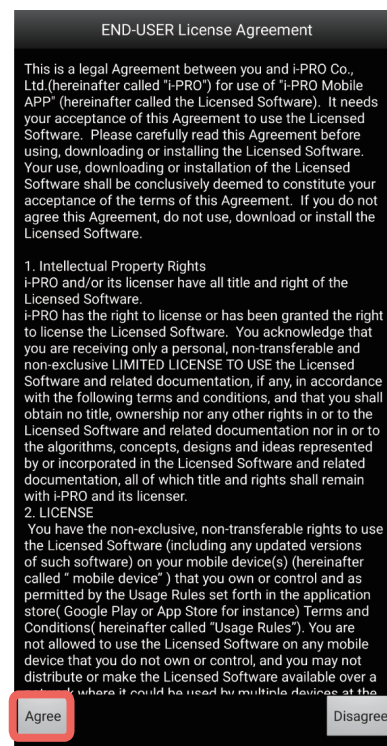 END-USER License Agreement
This is a legal Agreement between you and i-PRO Co.,
Ltd.(hereinafter called "i-PRO") for use of "i-PRO Mobile
APP" (hereinafter called the Licensed Software).  It needs
your acceptance of this Agreement to use the Licensed
Software.  Please carefully read this Agreement before
using, downloading or installing the Licensed Software.
Your use, downloading or installation of the Licensed
Software shall be conclusively deemed to constitute your
acceptance of the terms of this Agreement.  If you do not
agree this Agreement, do not use, download or install the
Licensed Software.
1. Intellectual Property Rights
i-PRO and/or its licenser have all title and right of the
Licensed Software.
i-PRO has the right to license or has been granted the right
to license the Licensed Software.  You acknowledge that
you are receiving only a personal, non-transferable and
non-exclusive LIMITED LICENSE TO USE the Licensed
Software and related documentation, if any, in accordance
with the following terms and conditions, and that you shall
obtain no title, ownership nor any other rights in or to the
Licensed Software and related documentation nor in or to
the algorithms, concepts, designs and ideas represented
by or incorporated in the Licensed Software and related
documentation, all of which title and rights shall remain
with i-PRO and its licenser.
2. LICENSE
You have the non-exclusive, non-transferable rights to use
the Licensed Software (including any updated versions
of such software) on your mobile device(s) (hereinafter
called “ mobile device” ) that you own or control and as
permitted by the Usage Rules set forth in the application
store( Google Play or App Store for instance) Terms and
Conditions( hereinafter called “Usage Rules”). You are
not allowed to use the Licensed Software on any mobile
device that you do not own or control, and you may not
distribute or make the Licensed Software available over a
network where it could be used by multiple devices at the
Agree
Disagree